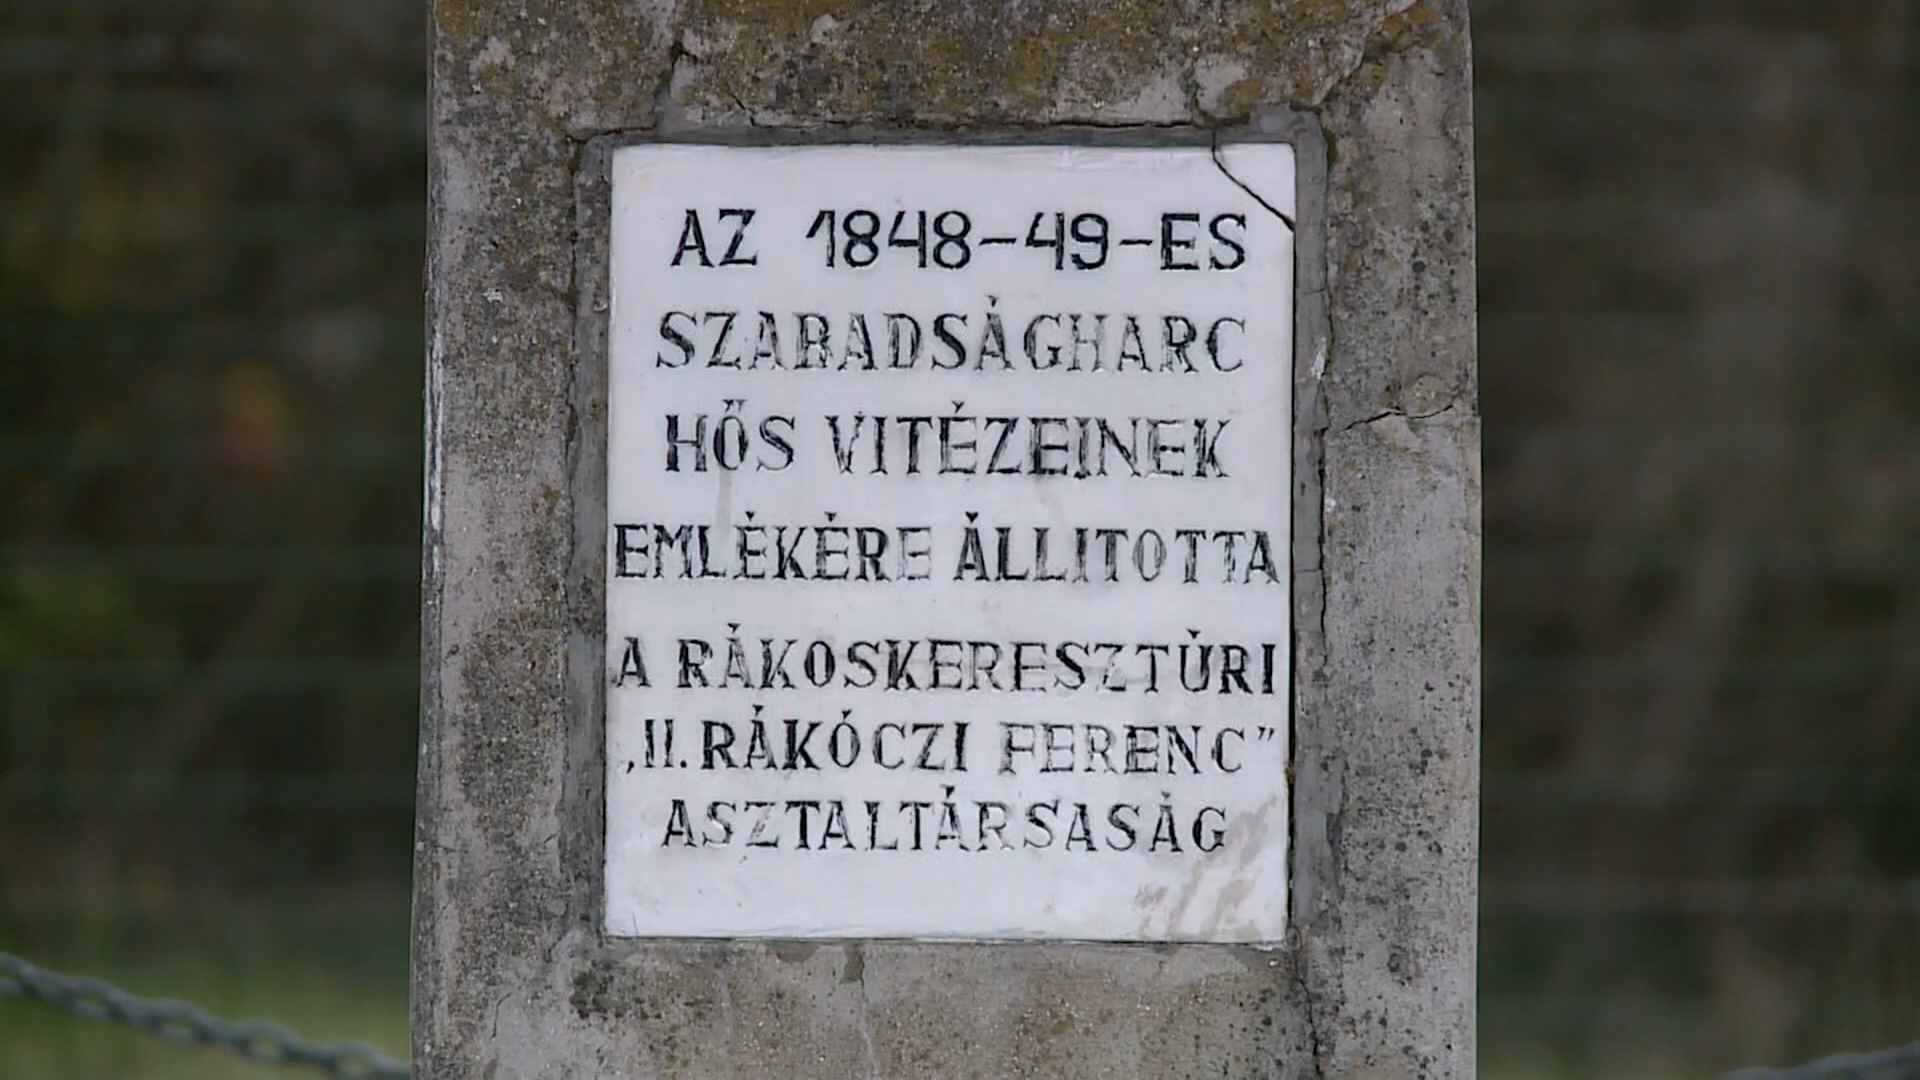 AZ 1848-49-ES
SZABADSÁGHARC
HŐS VITÉZEINEK
EMLÉKÉRE ÁLLITOTTA
A RÁKOSKERESZTÚRI
„II. RÁKÓCZI FERENC”
ASZTALTÁRSASÁG